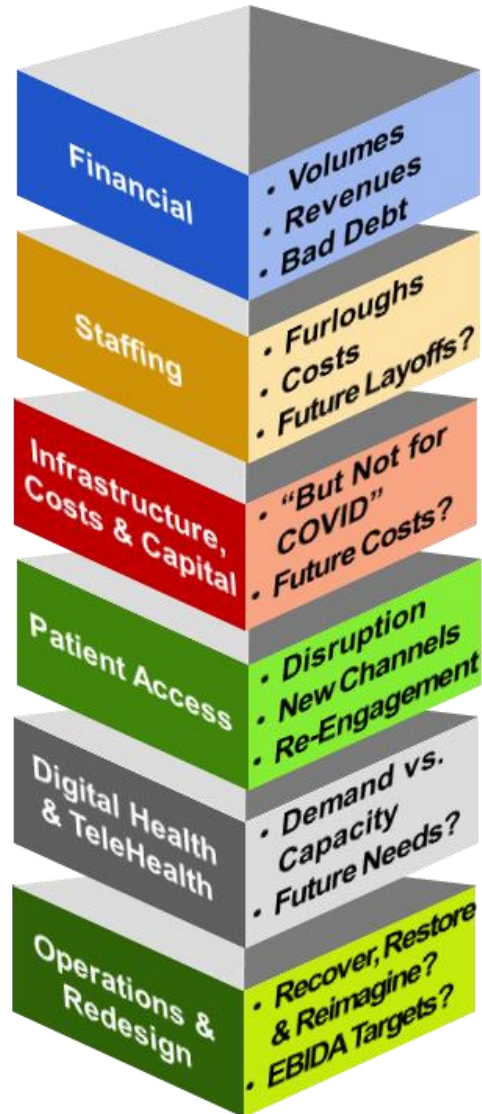 Financial
• Volumes
• Revenues
• Bad Debt
Staffing
• Furloughs
• Costs
• Future Layoffs?
Infrastructure,
Costs & Capital
• “But Not for
COVID”
• Future Costs?
Patient Access
• Disruption
• New Channels
• Re-Engagement
Digital Health
& TeleHealth
• Demand vs.
Capacity
• Future Needs?
Operations &
Redesign
• Recover, Restore
& Reimagine?
• EBIDA Targets?